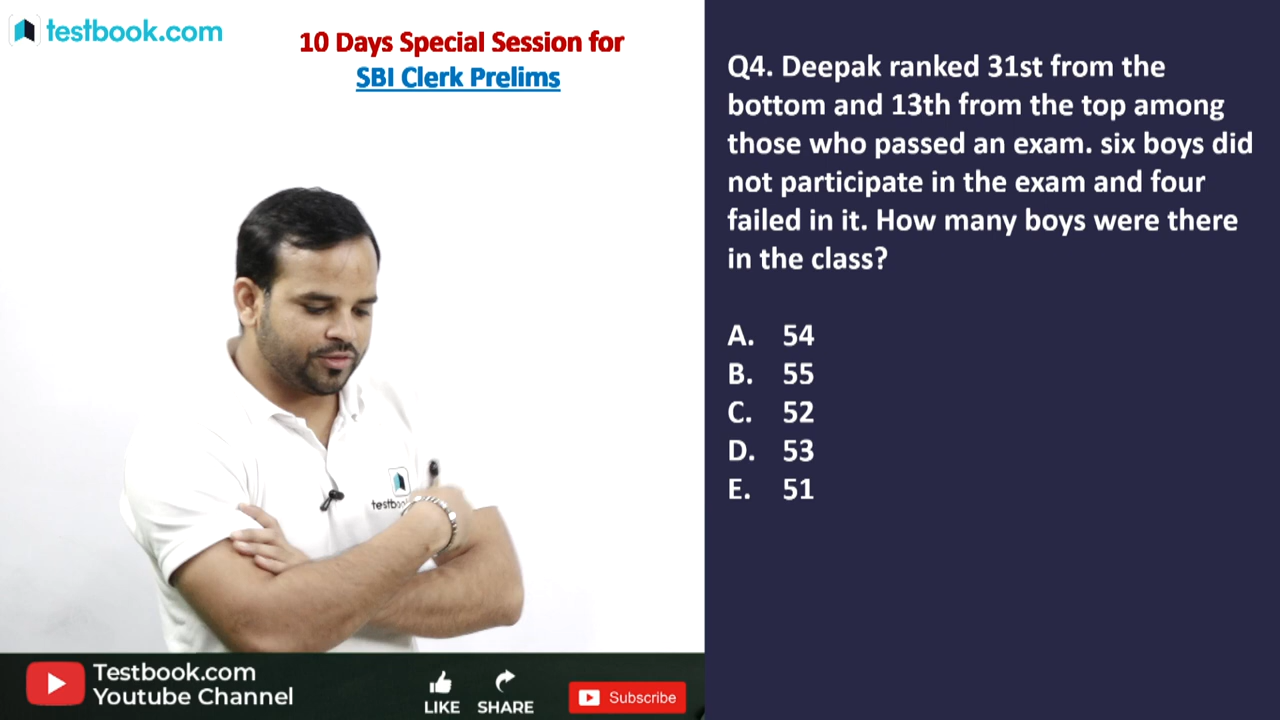 testbook.com
10 Days Special Session for
SBI Clerk Prelims
Q4. Deepak ranked 31st from the
bottom and 13th from the top among
those who passed an exam. six boys did
not participate in the exam and four
failed in it. How many boys were there
in the class?
A. 54
B. 55
C. 52
D. 53
E. 51
Testbook.com
Youtube Channel
LIKE
SHARE
Subscribe